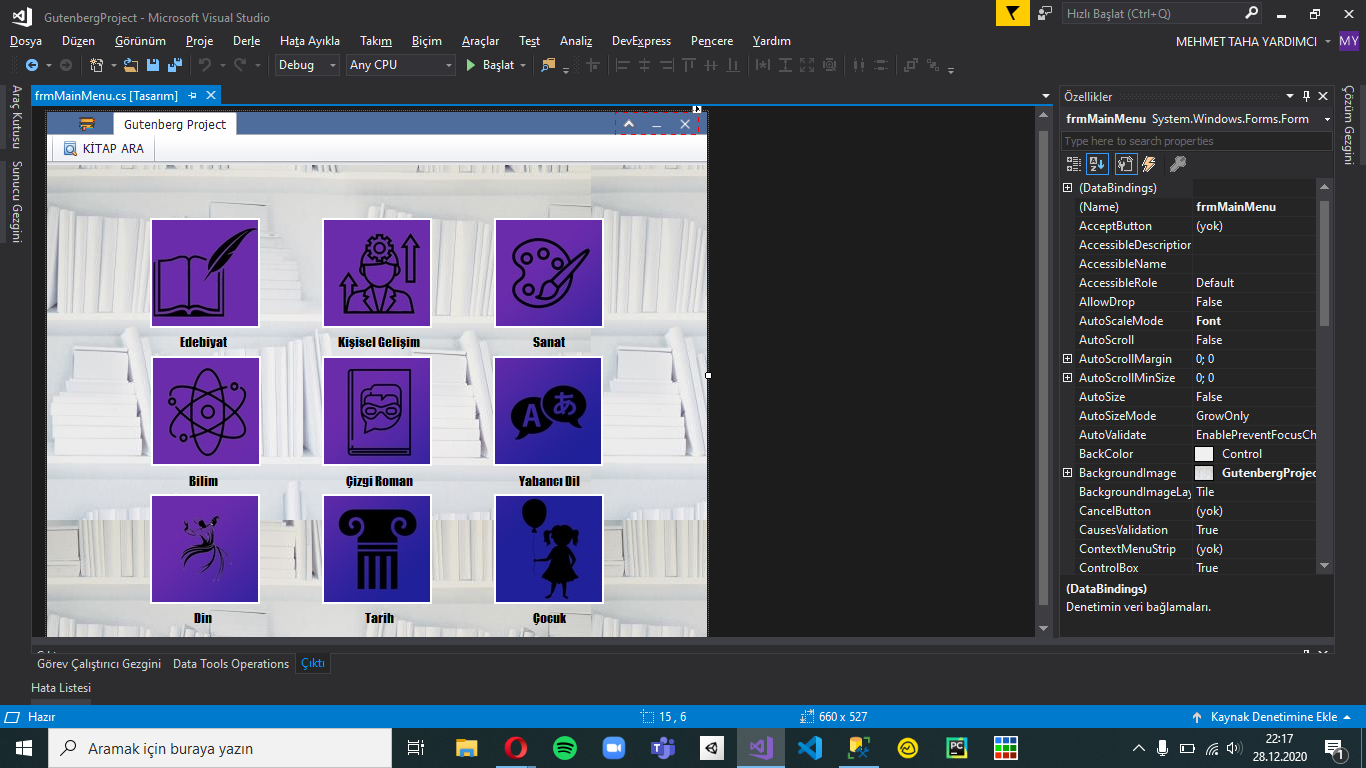 GutenbergProject - Microsoft Visual Studio
Hızlı Başlat (Ctrl+Q)
Dosya Düzen Görünüm Proje Derle Hata Ayıkla Takım Biçim Araçlar Test Analiz DevExpress Pencere Yardım
MEHMET TAHA YARDIMCI MY
Debug Any CPU Başlat
Araç Kutusu
Sunucu Gezgini
frmMainMenu.cs [Tasarım]
Gutenberg Project
KİTAP ARA
Edebiyat Kişisel Gelişim Sanat
A あ
Bilim Çizgi Roman Yabancı Dil
Din Tarih Çocuk
Özellikler
frmMainMenu System.Windows.Forms.Form
Type here to search properties
(DataBindings)
(Name) frmMainMenu
AcceptButton (yok)
AccessibleDescription
AccessibleName
AccessibleRole Default
AllowDrop False
AutoScaleMode Font
AutoScroll False
AutoScrollMargin 0; 0
AutoScrollMinSize 0; 0
AutoSize False
AutoSizeMode GrowOnly
AutoValidate EnablePreventFocusCh
BackColor Control
BackgroundImage GutenbergProjec
BackgroundImageLay Tile
CancelButton (yok)
CausesValidation True
ContextMenuStrip (yok)
ControlBox True
(DataBindings)
Denetimin veri bağlamaları.
Çözüm Gezgini
Görev Çalıştırıcı Gezgini Data Tools Operations Çıktı
Hata Listesi
Hazır 15 , 6 660 x 527 Kaynak Denetimine Ekle
Aramak için buraya yazın
PC
22:17
28.12.2020
1